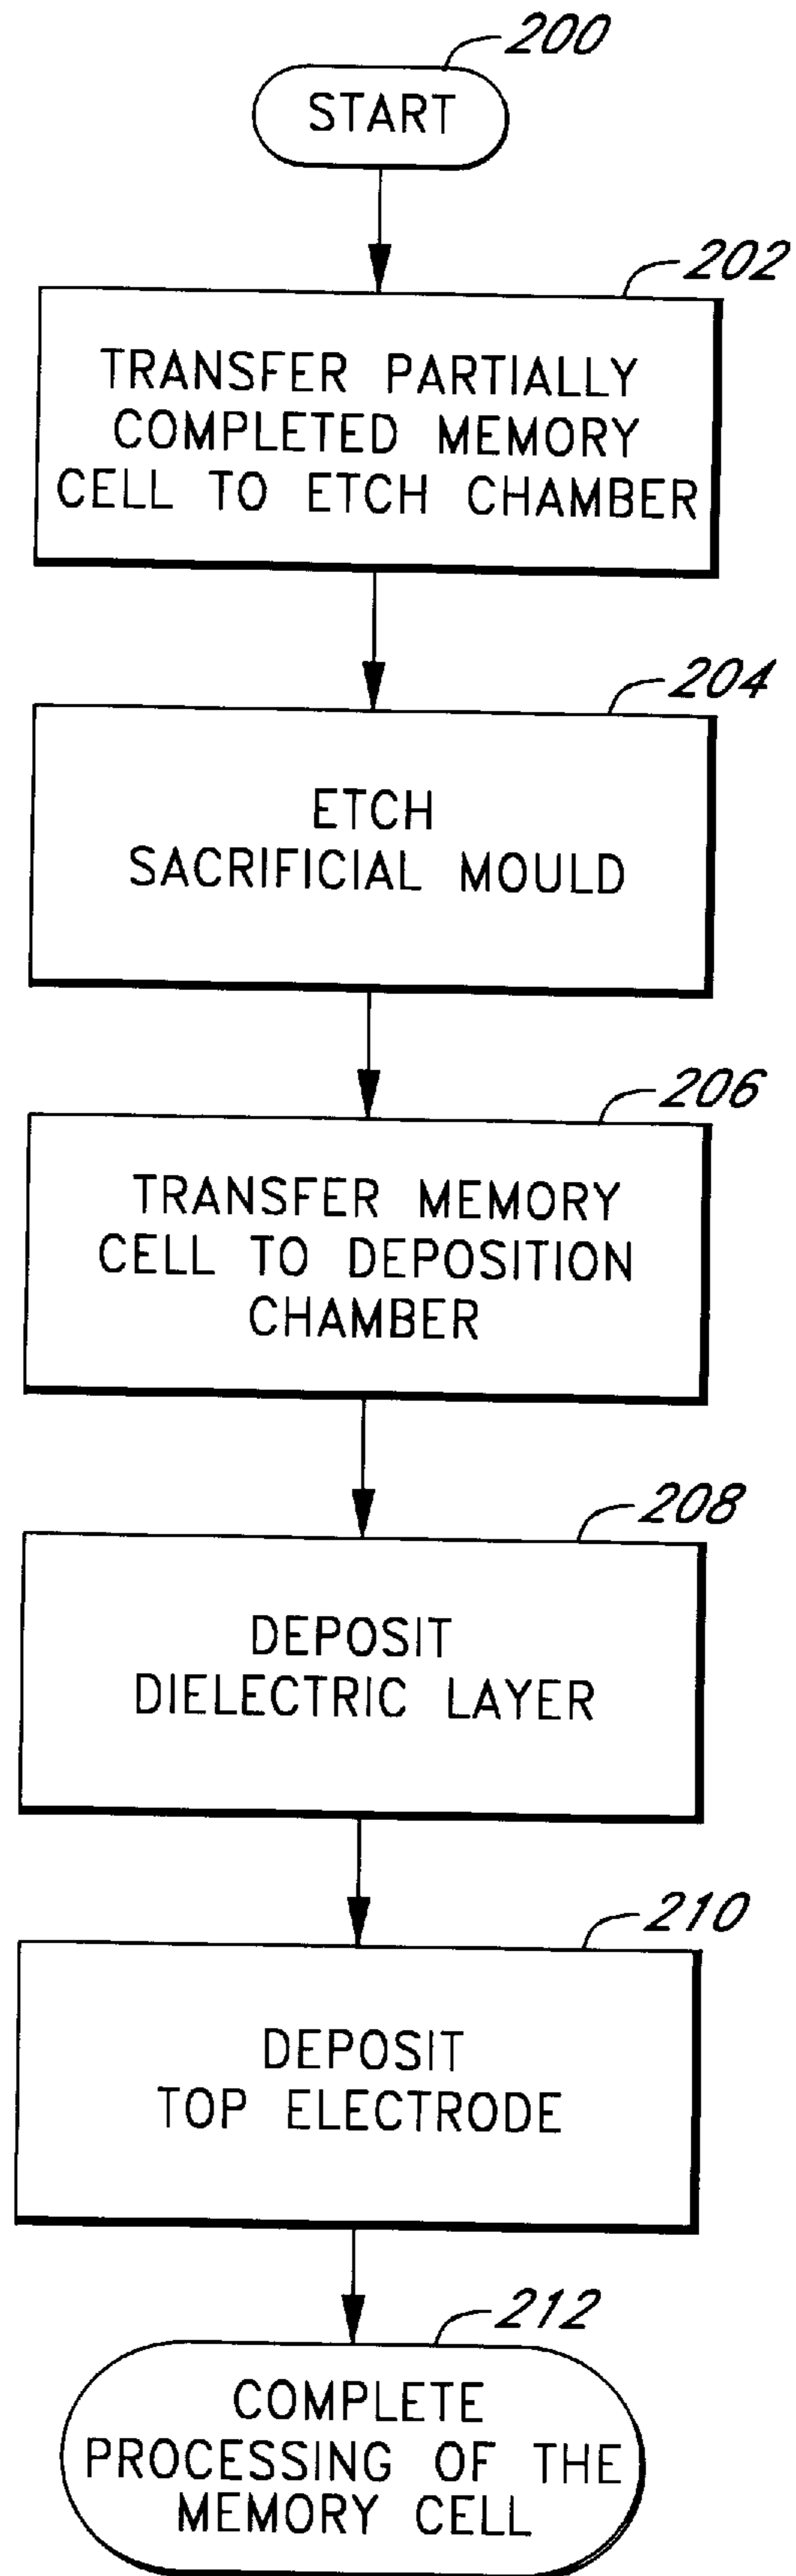 200
START
202
TRANSFER PARTIALLY
COMPLETED MEMORY
CELL TO ETCH CHAMBER
204
ETCH
SACRIFICIAL MOULD
206
TRANSFER MEMORY
CELL TO DEPOSITION
CHAMBER
208
DEPOSIT
DIELECTRIC LAYER
210
DEPOSIT
TOP ELECTRODE
212
COMPLETE
PROCESSING OF THE
MEMORY CELL